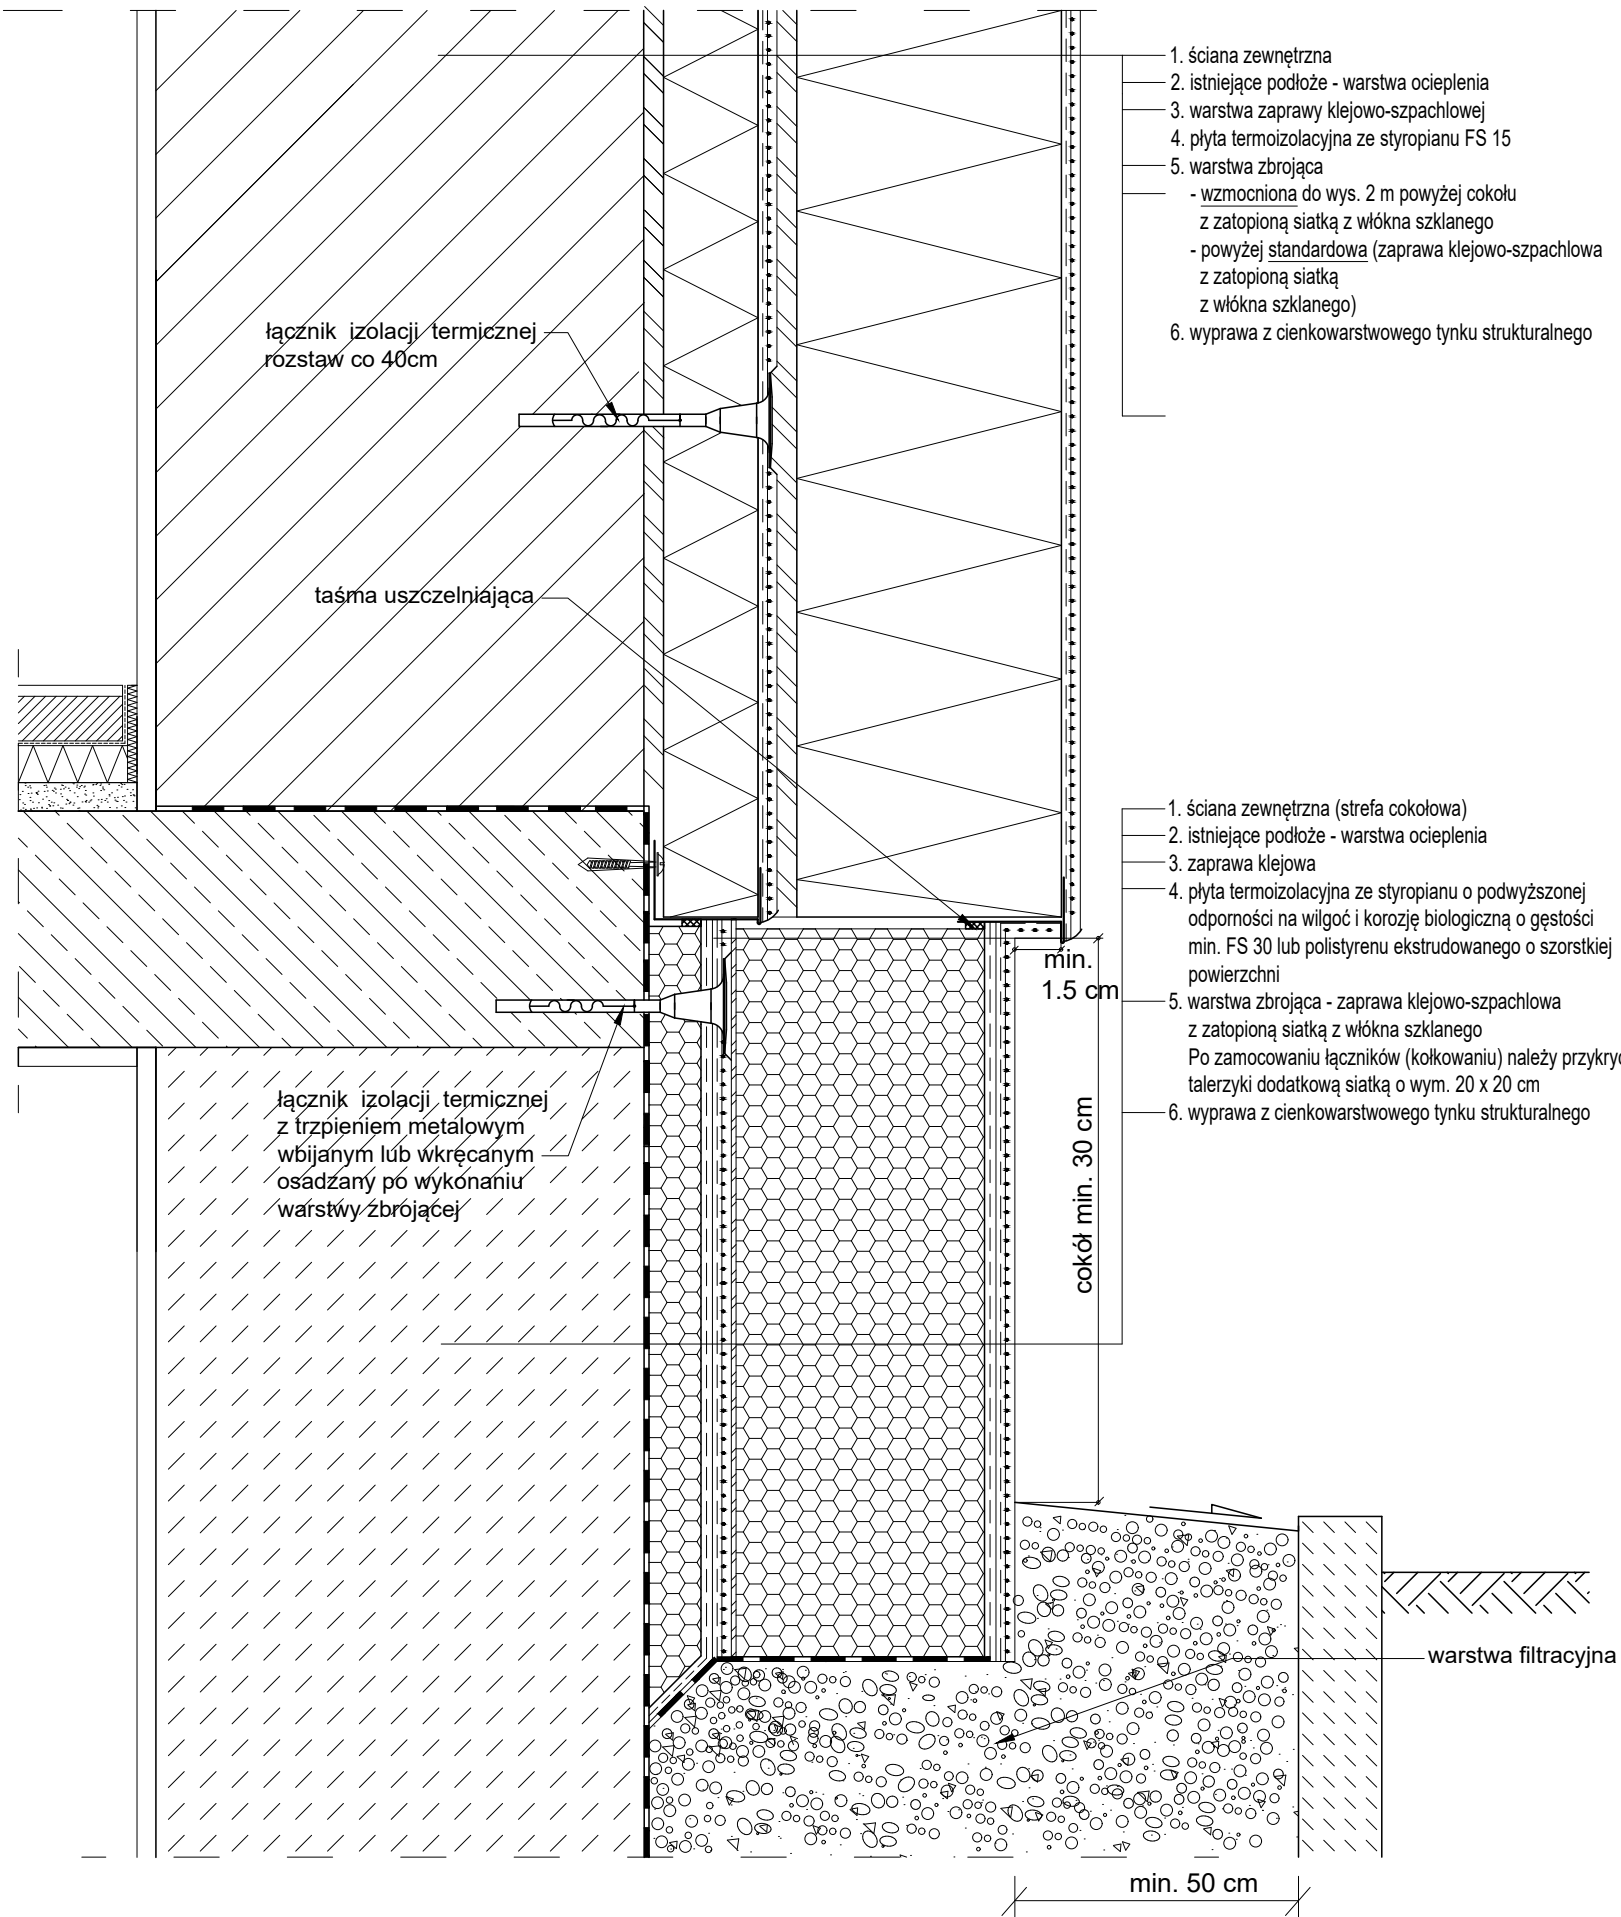 1. ściana zewnętrzna
2. istniejące podłoże - warstwa ocieplenia
3. warstwa zaprawy klejowo-szpachlowej
4. płyta termoizolacyjna ze styropianu FS 15
5. warstwa zbrojąca
- wzmocniona do wys. 2 m powyżej cokołu
z zatopioną siatką z włókna szklanego
- powyżej standardowa (zaprawa klejowo-szpachlowa
z zatopioną siatką
z włókna szklanego)
6. wyprawa z cienkowarstwowego tynku strukturalnego
łącznik izolacji termicznej
rozstaw co 40cm
taśma uszczelniająca
1. ściana zewnętrzna (strefa cokołowa)
2. istniejące podłoże - warstwa ocieplenia
3. zaprawa klejowa
4. płyta termoizolacyjna ze styropianu o podwyższonej
odporności na wilgoć i korozję biologiczną o gęstości
min. FS 30 lub polistyrenu ekstrudowanego o szorstkiej
powierzchni
5. warstwa zbrojąca - zaprawa klejowo-szpachlowa
z zatopioną siatką z włókna szklanego
Po zamocowaniu łączników (kołkowaniu) należy przykryć
talerzyki dodatkową siatką o wym. 20 x 20 cm
6. wyprawa z cienkowarstwowego tynku strukturalnego
min.
1.5 cm
łącznik izolacji termicznej
z trzpieniem metalowym
wbijanym lub wkręcanym
osadzany po wykonaniu
warstwy zbrojącej
cokół min. 30 cm
warstwa filtracyjna
min. 50 cm